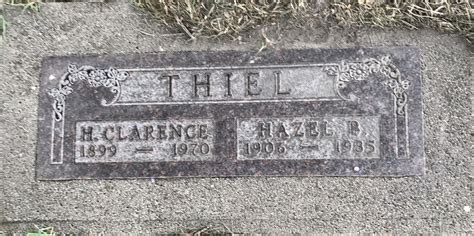 THIEL
H. CLARENCE
1899 — 1970
HAZEL B.
1906 — 1985